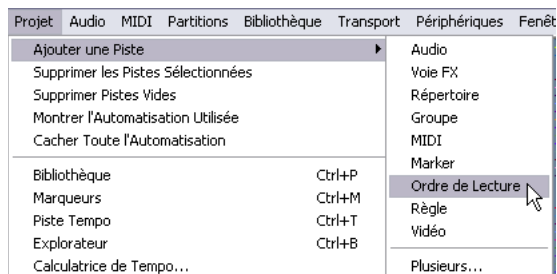 Projet Audio MIDI Partitions Bibliothèque Transport Périphériques Fenêt
Ajouter une Piste
Supprimer les Pistes Sélectionnées
Supprimer Pistes Vides
Montrer l'Automatisation Utilisée
Cacher Toute l'Automatisation
Bibliothèque Ctrl+P
Marqueurs Ctrl+M
Piste Tempo Ctrl+T
Explorateur Ctrl+B
Calculatrice de Tempo...
Audio
Voie FX
Répertoire
Groupe
MIDI
Marker
Ordre de Lecture
Règle
Vidéo
Plusieurs...